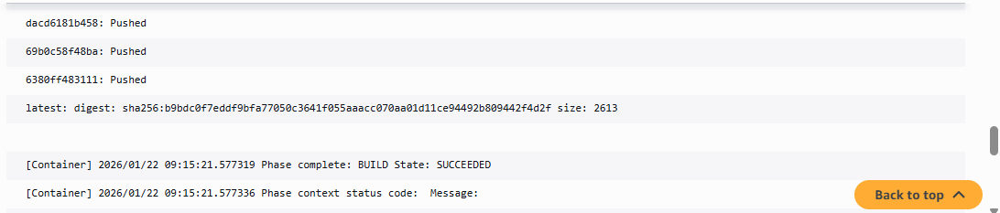 dacd6181b458: Pushed
69b0c58f48ba: Pushed
6380ff483111: Pushed
latest: digest: sha256:b9bdc0f7eddf9bfa77050c3641f055aaacc070aa01d11ce94492b809442f4d2f size: 2613
[Container] 2026/01/22 09:15:21.577319 Phase complete: BUILD State: SUCCEEDED
[Container] 2026/01/22 09:15:21.577336 Phase context status code:  Message:
Back to top